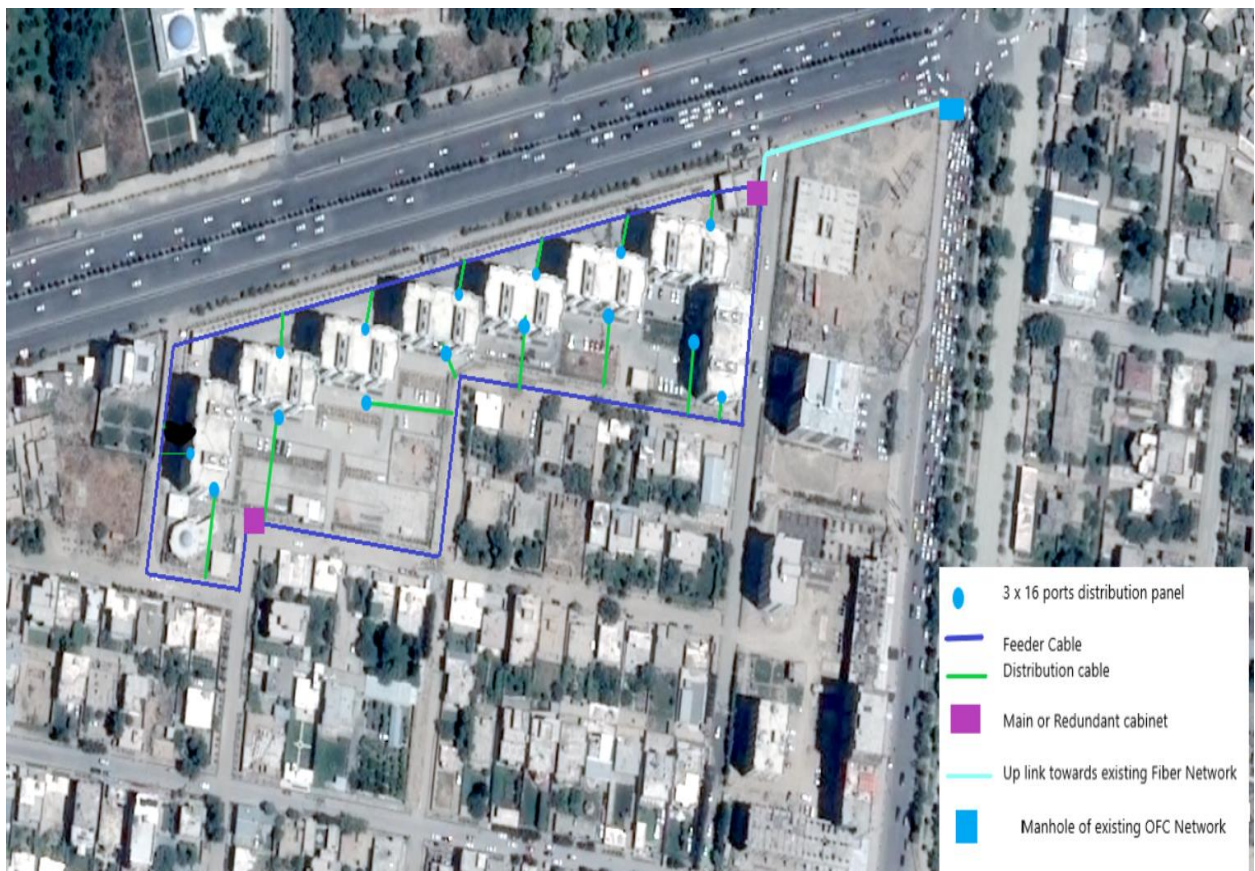 3 x 16 ports distribution panel
Feeder Cable
Distribution cable
Main or Redundant cabinet
Up link towards existing Fiber Network
Manhole of existing OFC Network